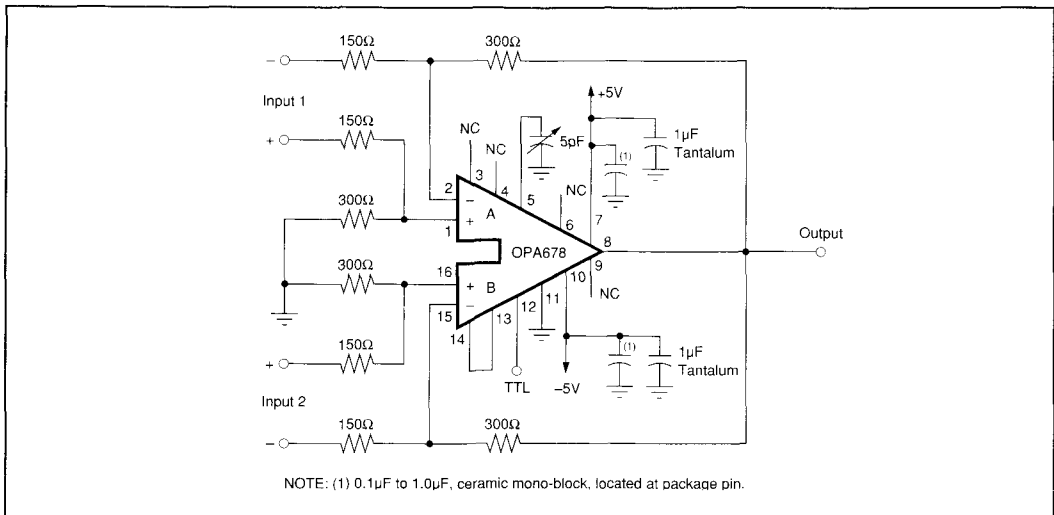 150Ω
300Ω
− +5V
Input 1
150Ω
NC
+ 5pF 1µF
Tantalum
NC
(1)
3
4
2 5
NC
− A
300Ω
+
1 6 7
8
Output
OPA678
300Ω
16 9
+ B 10
NC
15 − 11
12
13
14
150Ω
(1) 1µF
Tantalum
+ TTL −5V
Input 2
150Ω 300Ω
−
NOTE: (1) 0.1µF to 1.0µF, ceramic mono-block, located at package pin.